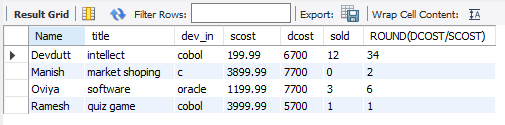 Result Grid Filter Rows: Export: Wrap Cell Content:
Name title dev_in scost dcost sold ROUND(DCOST/SCOST)
Devdutt intellect cobol 199.99 6700 12 34
Manish market shoping c 3899.99 7700 0 2
Oviya software oracle 1199.99 7700 3 6
Ramesh quiz game cobol 3999.99 5700 1 1